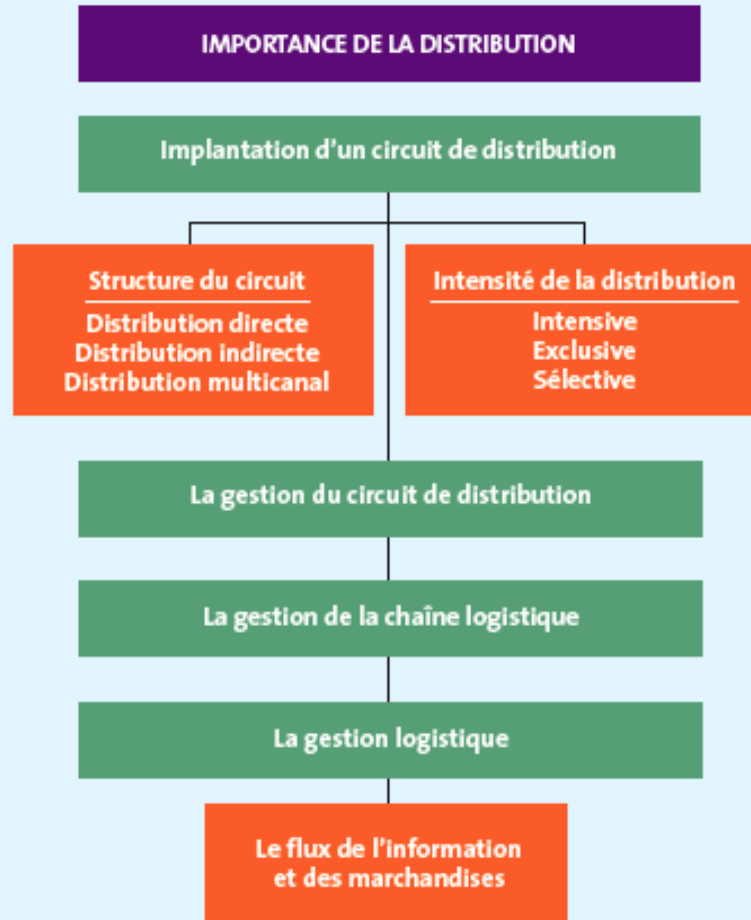 IMPORTANCE DE LA DISTRIBUTION
Implantation d'un circuit de distribution
Structure du circuit
Distribution directe
Distribution indirecte
Distribution multicanal
Intensité de la distribution
Intensive
Exclusive
Sélective
La gestion du circuit de distribution
La gestion de la chaîne logistique
La gestion logistique
Le flux de l'information
et des marchandises